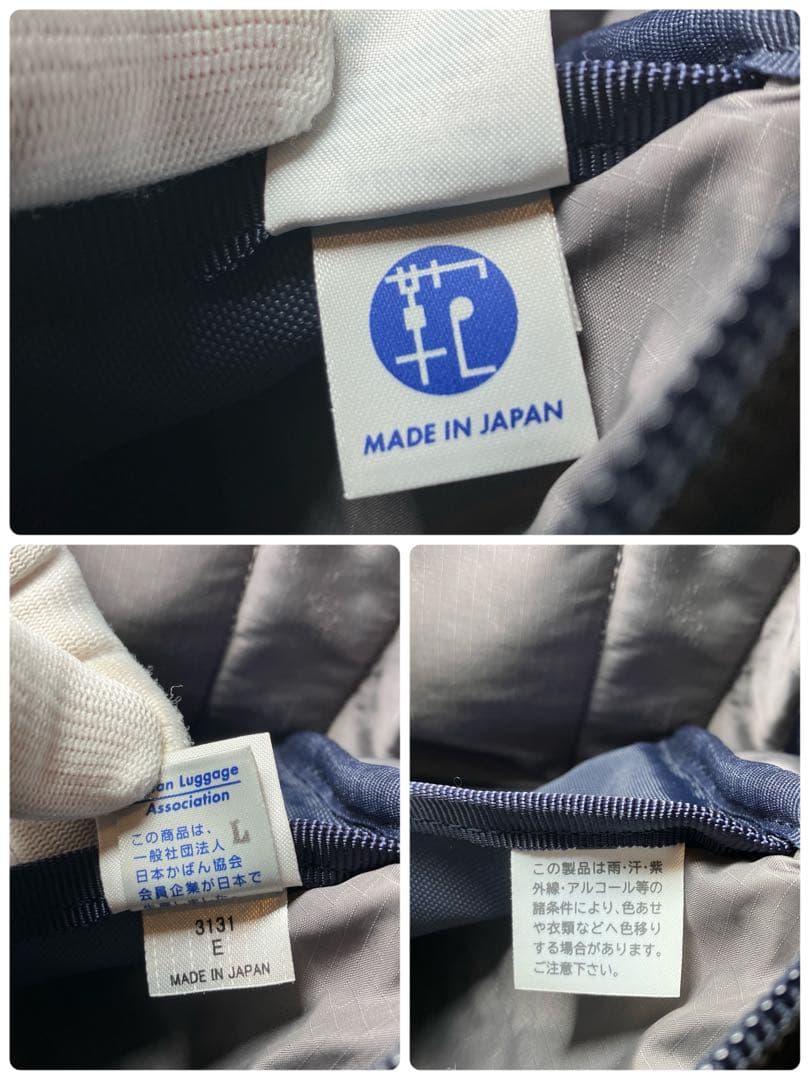 MADE IN JAPAN
an Luggage
Association
L
この商品は、
一般社団法人
日本かばん協会
会員企業が日本で
3131
E
MADE IN JAPAN
この製品は雨・汗・紫
外線・アルコール等の
諸条件により、色あせ
や衣類などへ色移り
する場合があります。
ご注意下さい。